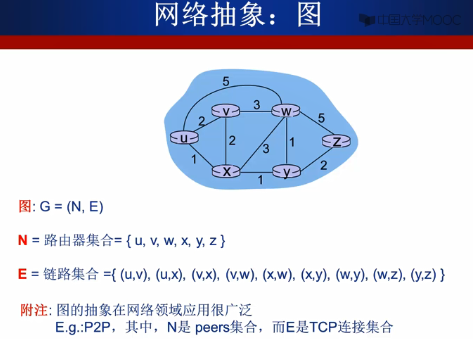 网络抽象：图
中国大学MOOC
5
v
3
w
2
5
u
2
3
1
z
1
x
1
y
2
图: G = (N, E)
N = 路由器集合= { u, v, w, x, y, z }
E = 链路集合 ={ (u,v), (u,x), (v,x), (v,w), (x,w), (x,y), (w,y), (w,z), (y,z) }
附注: 图的抽象在网络领域应用很广泛
E.g.:P2P，其中，N是 peers集合，而E是TCP连接集合